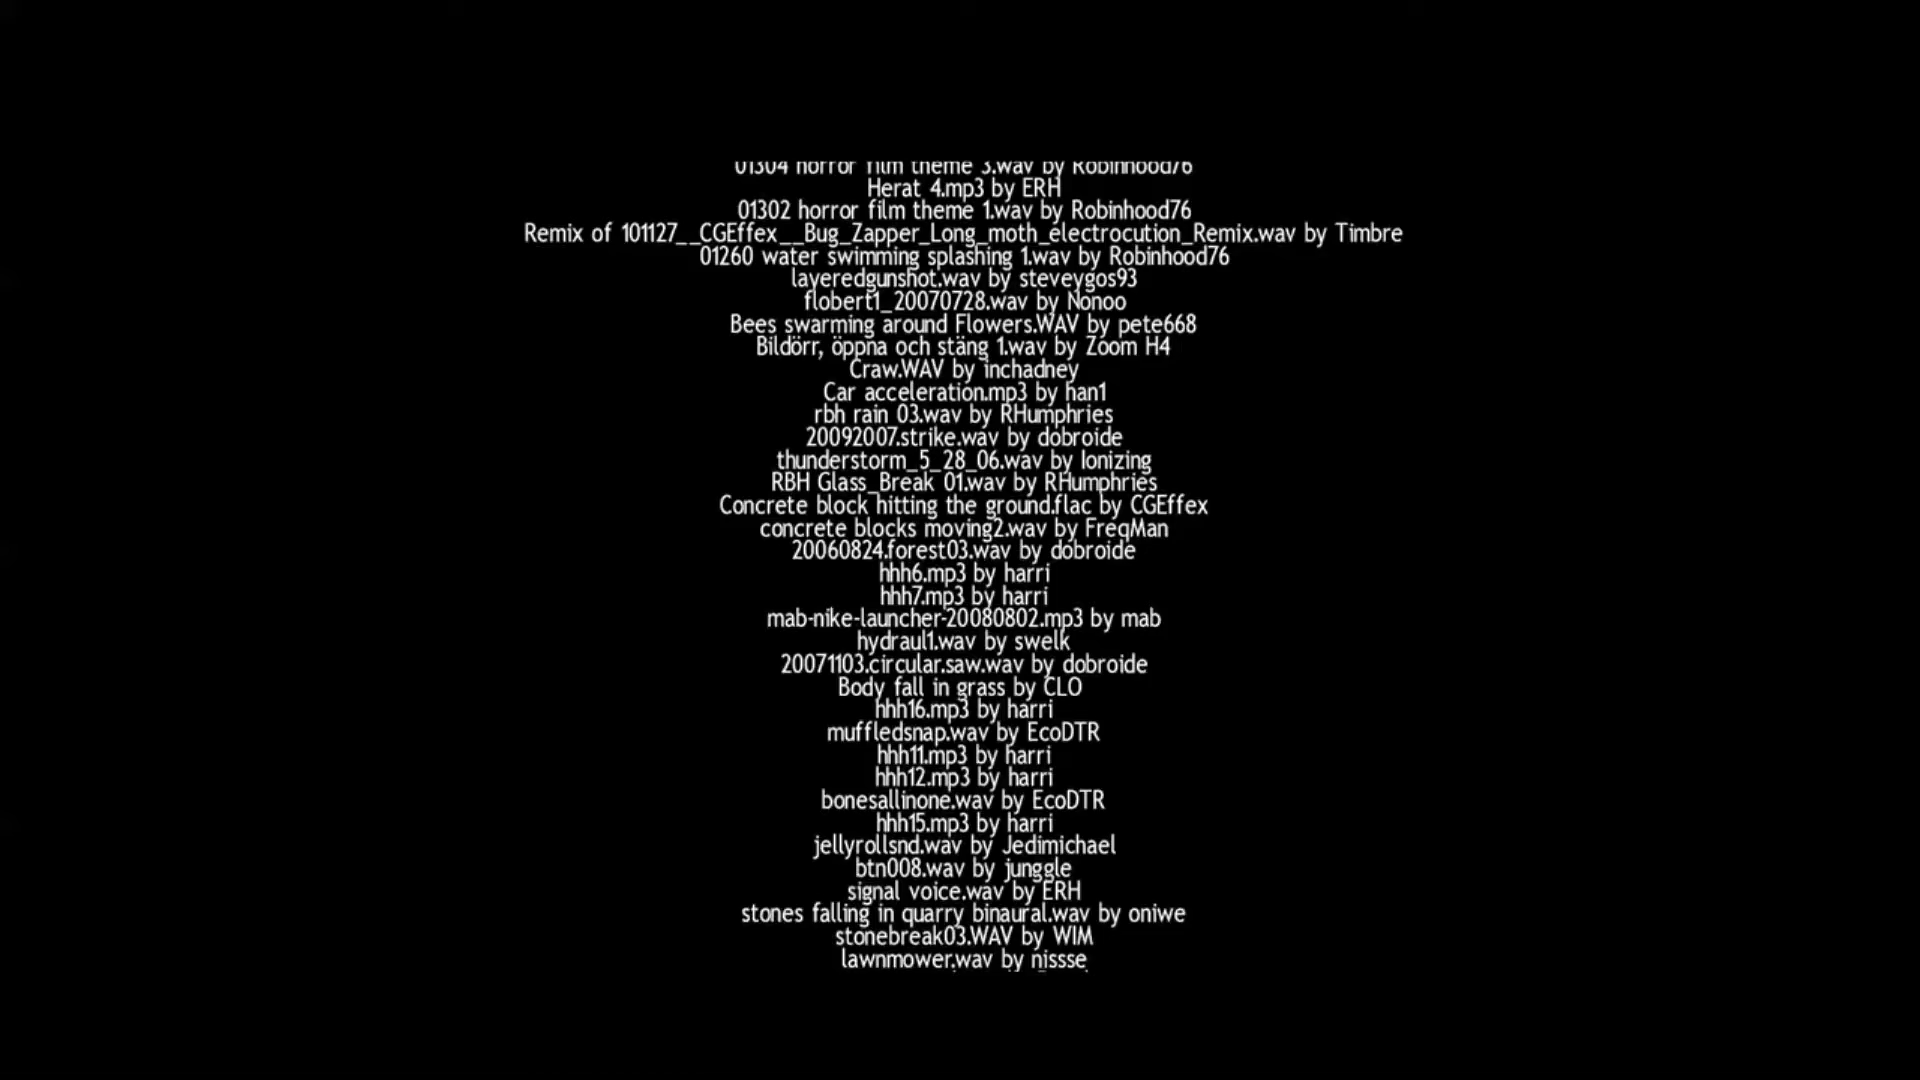 01304 horror film theme 3.wav by Robinhood76
Herat 4.mp3 by ERH
01302 horror film theme 1.wav by Robinhood76
Remix of 101127__CGEffex__Bug_Zapper_Long_moth_electrocution_Remix.wav by Timbre
01260 water swimming splashing 1.wav by Robinhood76
layeredgunshot.wav by steveygos93
flobert1_20070728.wav by Nonoo
Bees swarming around Flowers.WAV by pete668
Bildörr, öppna och stäng 1.wav by Zoom H4
Craw.WAV by inchadney
Car acceleration.mp3 by han1
rbh rain 03.wav by RHumphries
20092007.strike.wav by dobroide
thunderstorm_5_28_06.wav by Ionizing
RBH Glass_Break 01.wav by RHumphries
Concrete block hitting the ground.flac by CGEffex
concrete blocks moving2.wav by FreqMan
20060824.forest03.wav by dobroide
hhh6.mp3 by harri
hhh7.mp3 by harri
mab-nike-launcher-20080802.mp3 by mab
hydraul1.wav by swelk
20071103.circular.saw.wav by dobroide
Body fall in grass by CLO
hhh16.mp3 by harri
muffledsnap.wav by EcoDTR
hhh11.mp3 by harri
hhh12.mp3 by harri
bonesallinone.wav by EcoDTR
hhh15.mp3 by harri
jellyrollsnd.wav by Jedimichael
btn008.wav by junggle
signal voice.wav by ERH
stones falling in quarry binaural.wav by oniwe
stonebreak03.WAV by WIM
lawnmower.wav by nissse